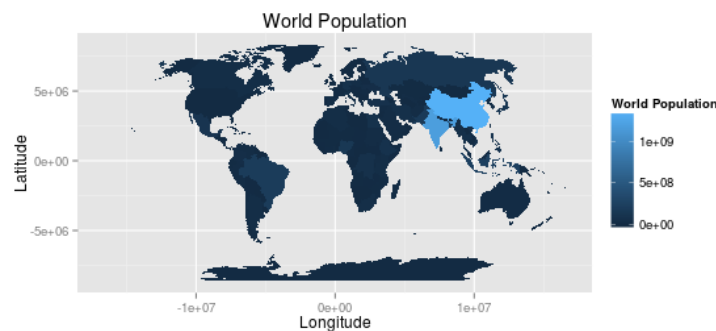 World Population
Latitude
5e+06
0e+00
-5e+06
-1e+07 0e+00 1e+07
Longitude
World Population
1e+09
5e+08
0e+00